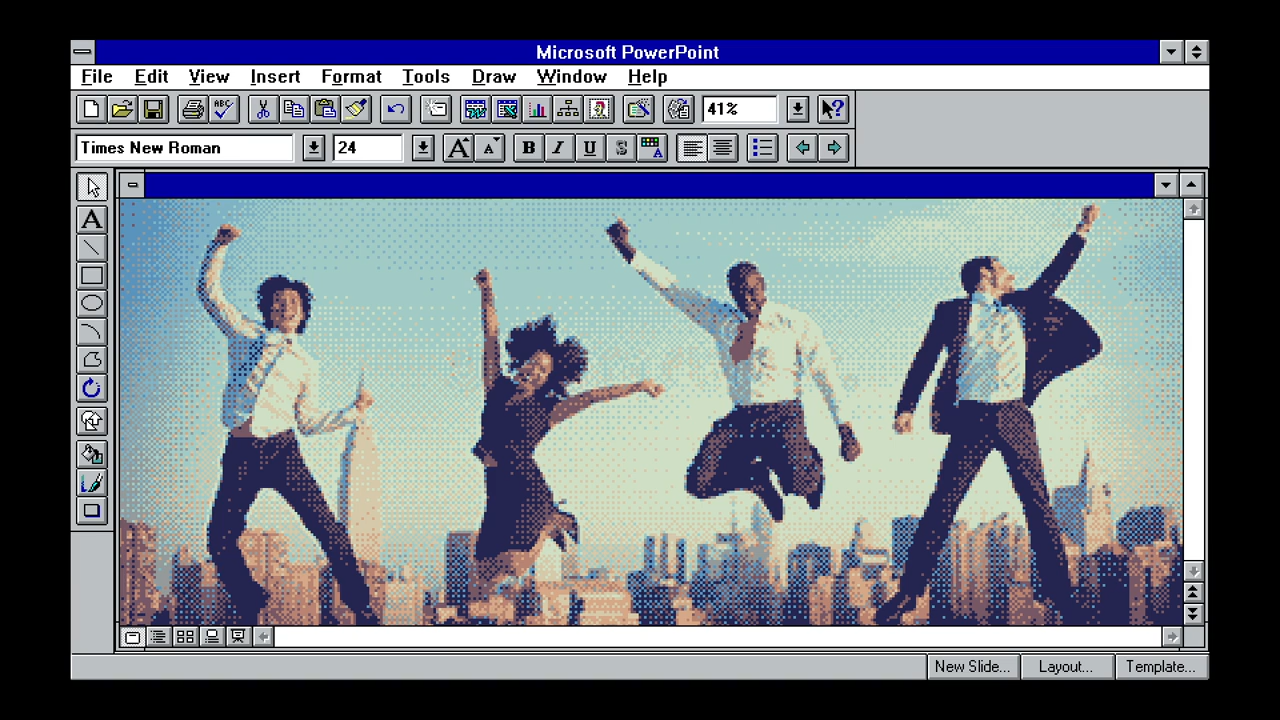 Microsoft PowerPoint
File Edit View Insert Format Tools Draw Window Help
ABC 41% ?
Times New Roman 24 A A B I U S A
A
New Slide... Layout... Template...